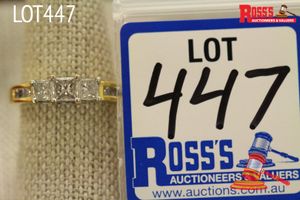 LOT447
ROSS'S
AUCTIONEERS & VALUERS
LOT
447
ROSS'S
AUCTIONEERS & VALUERS
www.auctions.com.au